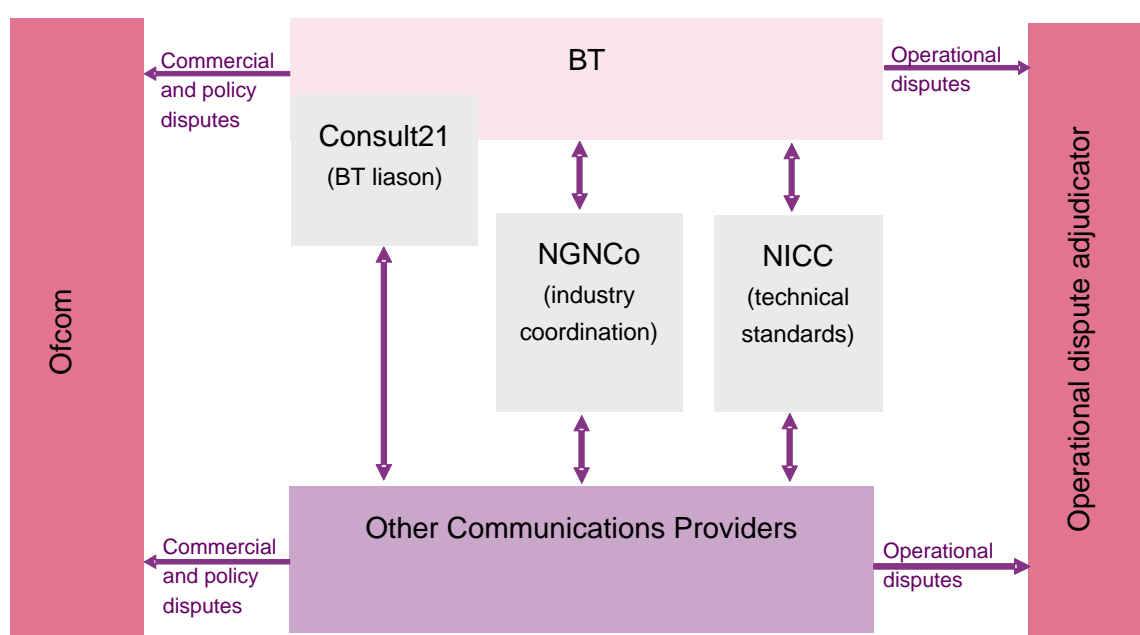 BT
Commercial
and policy
disputes
Operational
disputes
Consult21
(BT liason)
NGNCo
(industry
coordination)
NICC
(technical
standards)
Ofcom
Operational dispute adjudicator
Other Communications Providers
Commercial
and policy
disputes
Operational
disputes